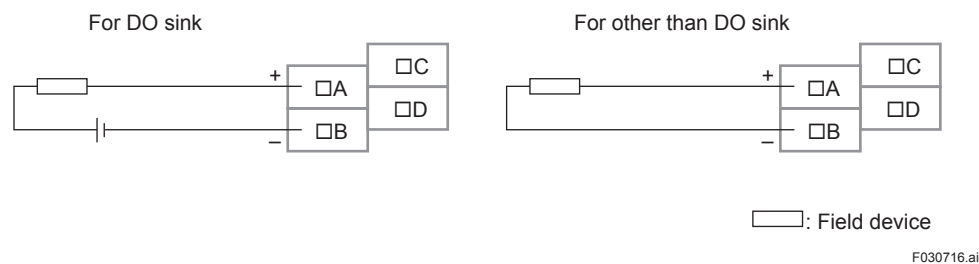 For DO sink
For other than DO sink
+
□A
□C
□D
□B
–
+
□A
□C
□D
□B
–
: Field device
F030716.ai